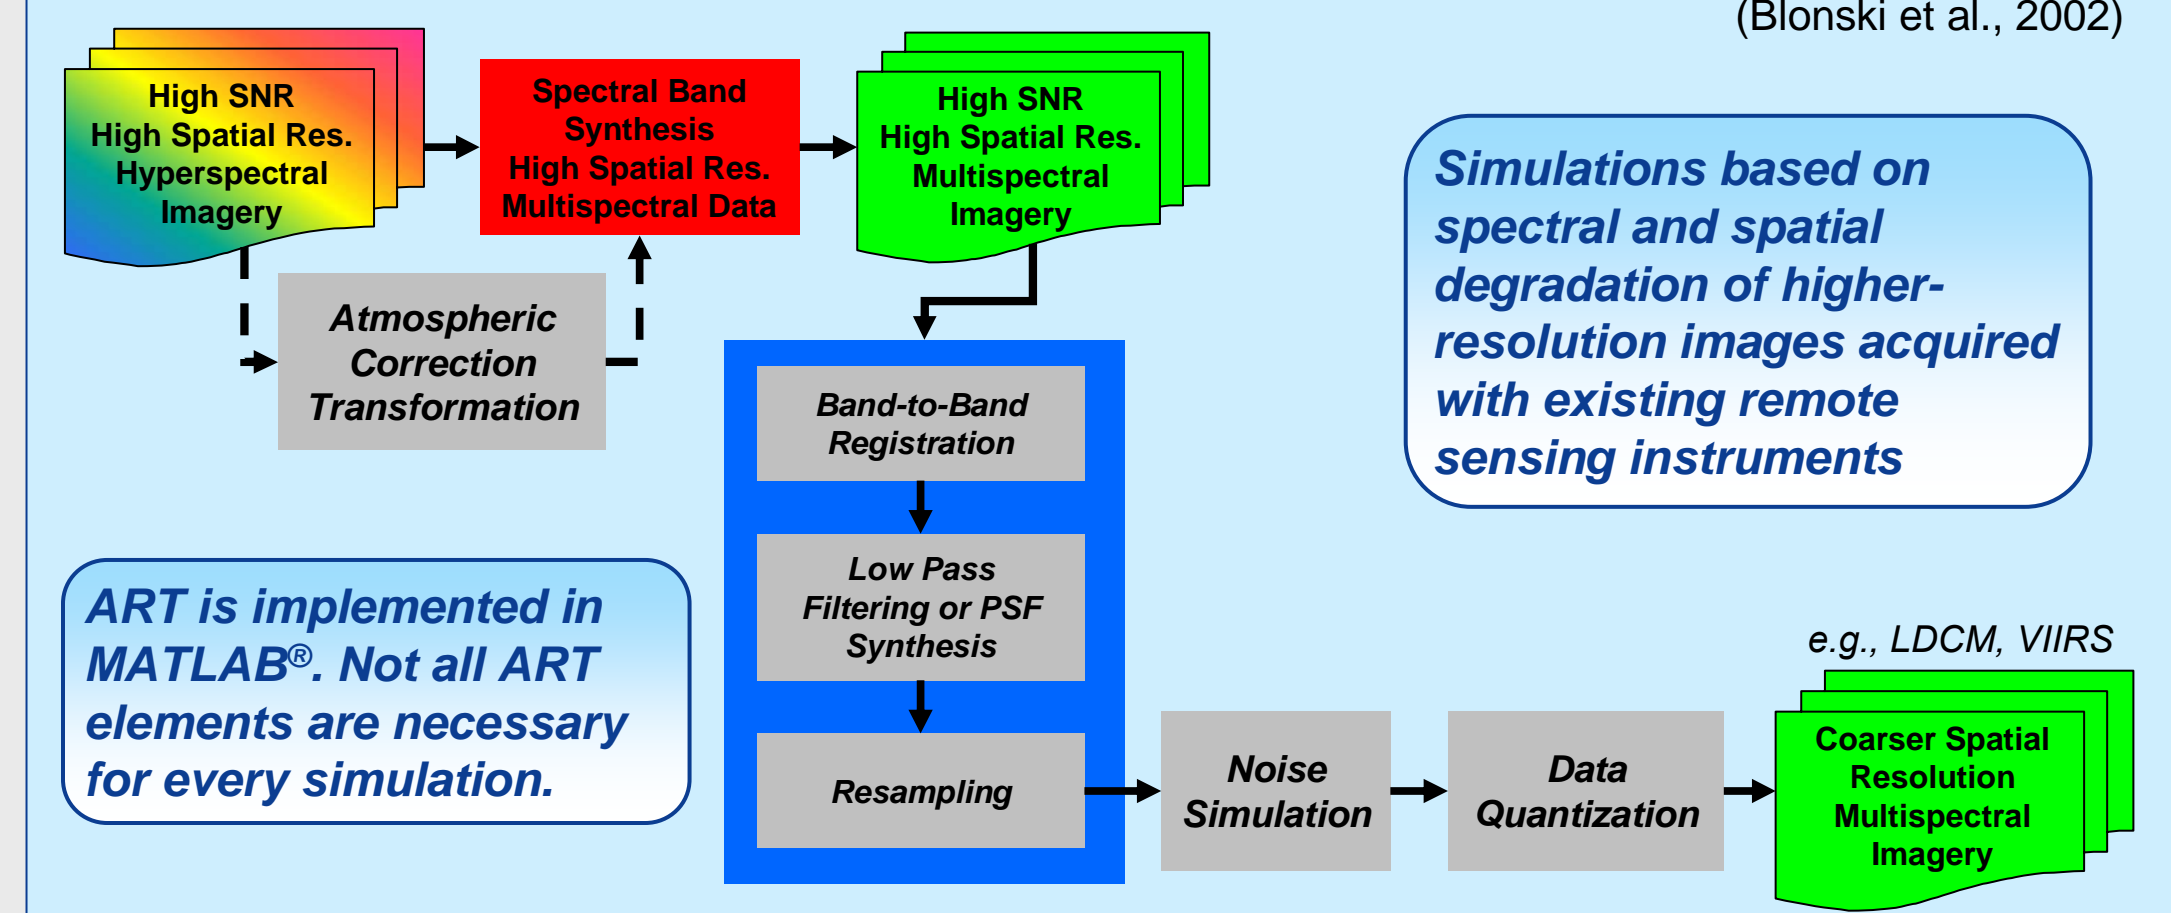 (Blonski et al., 2002)
High SNR
High Spatial Res.
Hyperspectral
Imagery
Spectral Band
Synthesis
High Spatial Res.
Multispectral Data
High SNR
High Spatial Res.
Multispectral
Imagery
Atmospheric
Correction
Transformation
Simulations based on
spectral and spatial
degradation of higher-
resolution images acquired
with existing remote
sensing instruments
Band-to-Band
Registration
Low Pass
Filtering or PSF
Synthesis
Resampling
ART is implemented in
MATLAB®. Not all ART
elements are necessary
for every simulation.
Noise
Simulation
Data
Quantization
e.g., LDCM, VIIRS
Coarser Spatial
Resolution
Multispectral
Imagery